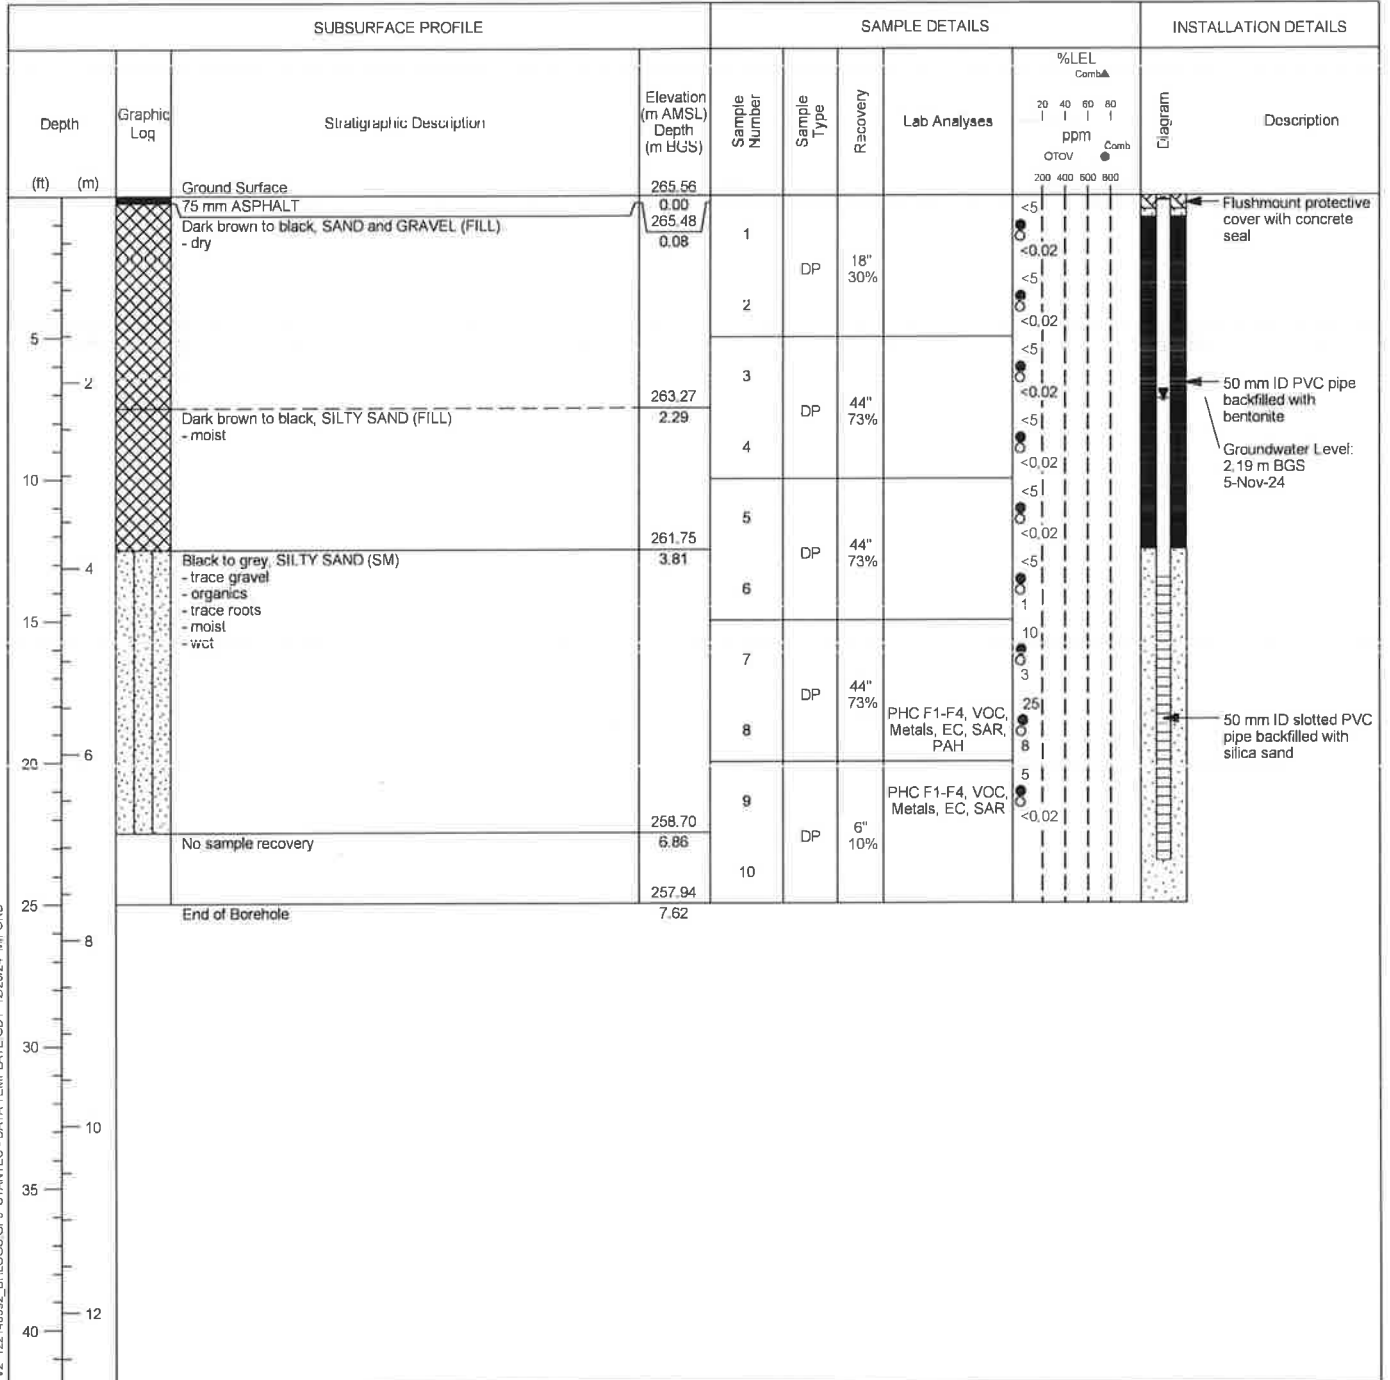 SUBSURFACE PROFILE
SAMPLE DETAILS
INSTALLATION DETAILS
Depth
(ft) (m)
Graphic
Log
Stratigraphic Description
Elevation
(m AMSL)
Depth
(m BGS)
Sample
Number
Sample
Type
Recovery
Lab Analyses
%LEL
Comb
20 40 60 80
ppm
TOV
Comb
200 400 600 800
Diagram
Description
Ground Surface
265.56
75 mm ASPHALT
0.00
265.48
Dark brown to black, SAND and GRAVEL (FILL)
- dry
0.08
263.27
Dark brown to black, SILTY SAND (FILL)
- moist
2.29
261.75
Black to grey, SILTY SAND (SM)
- trace gravel
- organics
- trace roots
- moist
- wet
3.81
258.70
No sample recovery
6.86
257.94
End of Borehole
7.62
5
10
15
20
25
30
35
40
2
4
6
8
10
12
1
2
DP
18"
30%
<5
<0.02
<5
<0.02
3
4
DP
44"
73%
<5
<0.02
<5
<0.02
5
6
DP
44"
73%
<5
<0.02
<5
1
7
8
DP
44"
73%
PHC F1-F4, VOC,
Metals, EC, SAR,
PAH
10
3
25
8
9
10
DP
6"
10%
PHC F1-F4, VOC,
Metals, EC, SAR
5
<0.02
Flushmount protective
cover with concrete
seal
50 mm ID PVC pipe
backfilled with
bentonite
Groundwater Level:
2.19 m BGS
5-Nov-24
50 mm ID slotted PVC
pipe backfilled with
silica sand